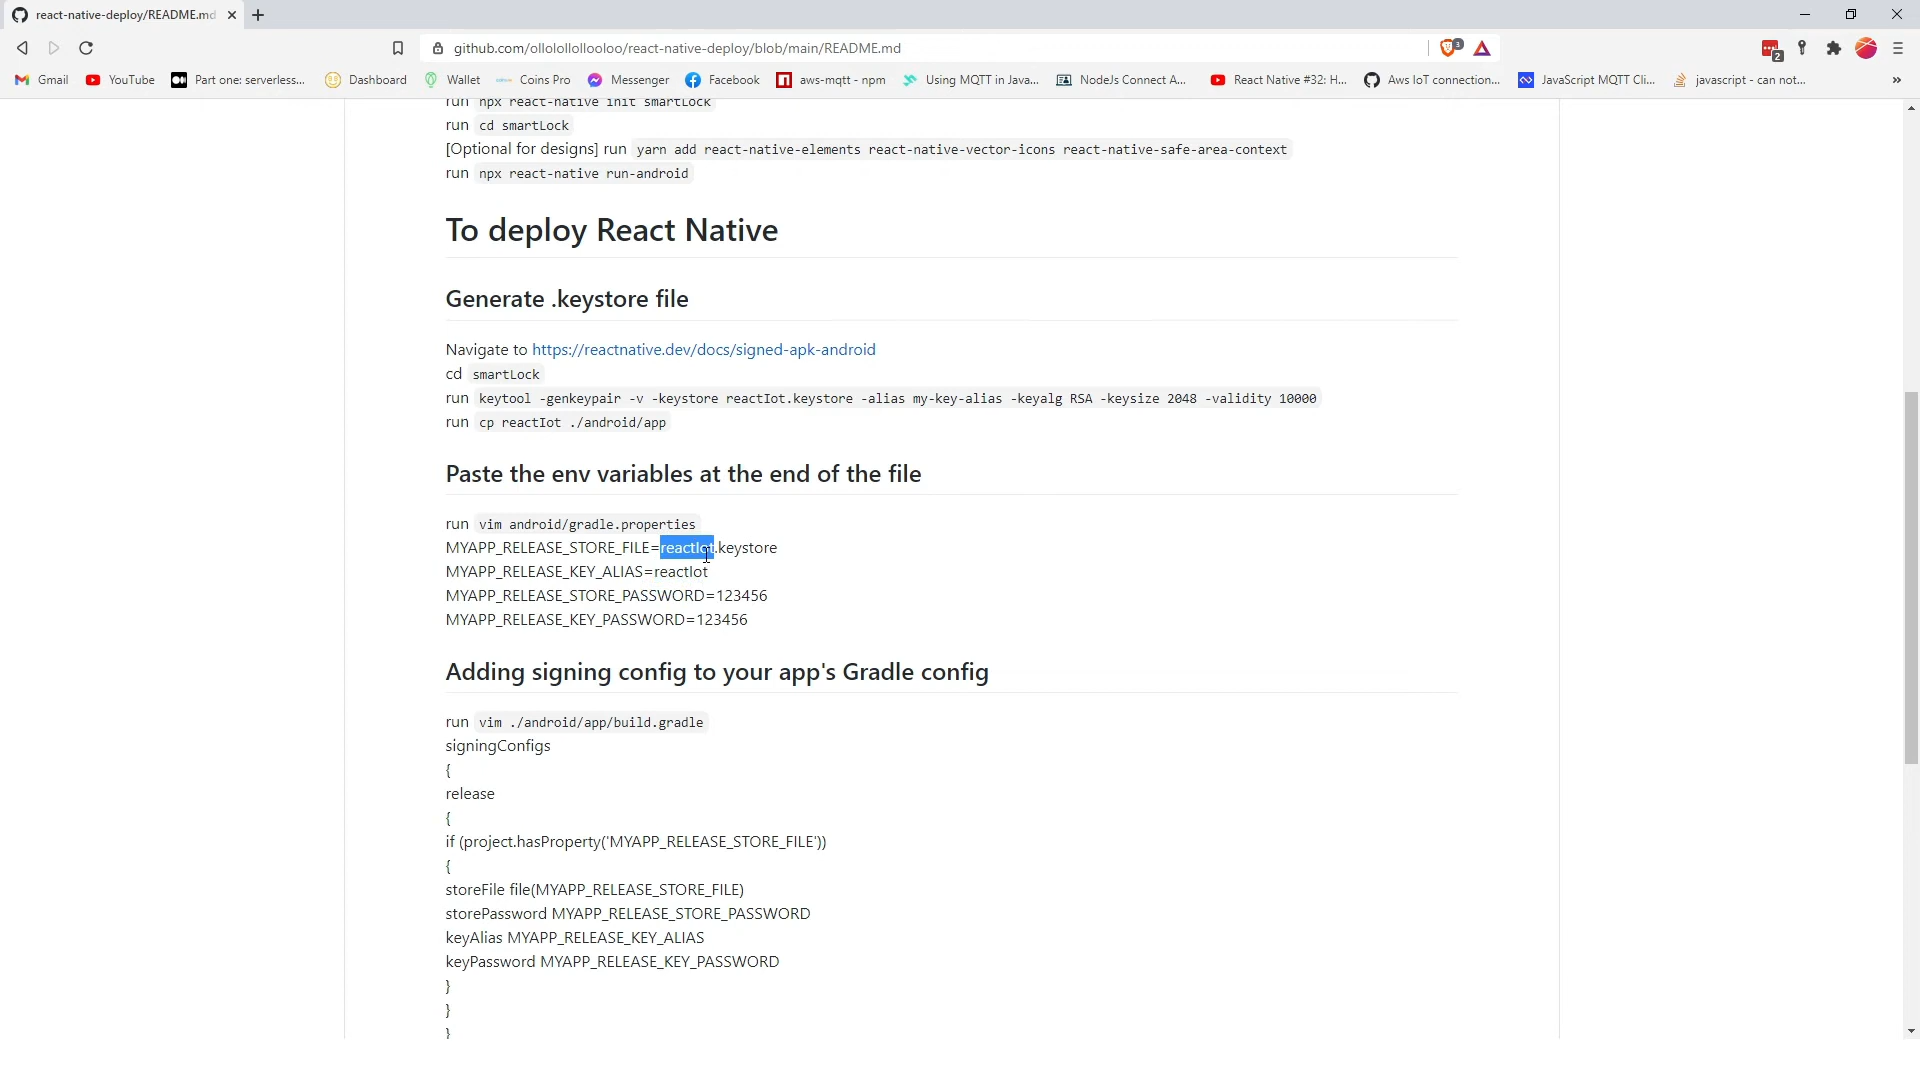 react-native-deploy/README.md
github.com/ollolollollooloo/react-native-deploy/blob/main/README.md
3
2
Gmail
YouTube
Part one: serverless...
Dashboard
Wallet
Coins Pro
Messenger
Facebook
aws-mqtt - npm
Using MQTT in Java...
NodeJs Connect A...
React Native #32: H...
Aws IoT connection...
JavaScript MQTT Cli...
javascript - can not...
»
run npx react-native init smartLock
run cd smartLock
[Optional for designs] run yarn add react-native-elements react-native-vector-icons react-native-safe-area-context
run npx react-native run-android
To deploy React Native
Generate .keystore file
Navigate to https://reactnative.dev/docs/signed-apk-android
cd smartLock
run keytool -genkeypair -v -keystore reactIot.keystore -alias my-key-alias -keyalg RSA -keysize 2048 -validity 10000
run cp reactIot ./android/app
Paste the env variables at the end of the file
run vim android/gradle.properties
MYAPP_RELEASE_STORE_FILE=reactIot.keystore
MYAPP_RELEASE_KEY_ALIAS=reactIot
MYAPP_RELEASE_STORE_PASSWORD=123456
MYAPP_RELEASE_KEY_PASSWORD=123456
Adding signing config to your app's Gradle config
run vim ./android/app/build.gradle
signingConfigs
{
release
{
if (project.hasProperty('MYAPP_RELEASE_STORE_FILE'))
{
storeFile file(MYAPP_RELEASE_STORE_FILE)
storePassword MYAPP_RELEASE_STORE_PASSWORD
keyAlias MYAPP_RELEASE_KEY_ALIAS
keyPassword MYAPP_RELEASE_KEY_PASSWORD
}
}
}